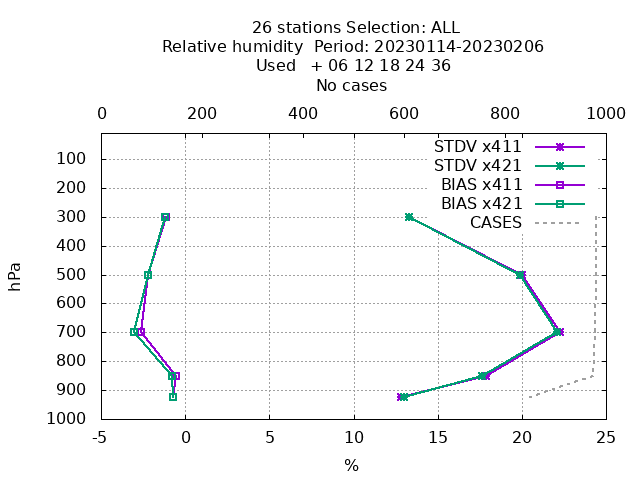 26 stations Selection: ALL
Relative humidity  Period: 20230114-20230206
Used   + 06 12 18 24 36
No cases
0 200 400 600 800 1000
STDV x411
STDV x421
BIAS x411
BIAS x421
CASES
100
200
300
400
500
600
700
800
900
1000
hPa
-5 0 5 10 15 20 25
%